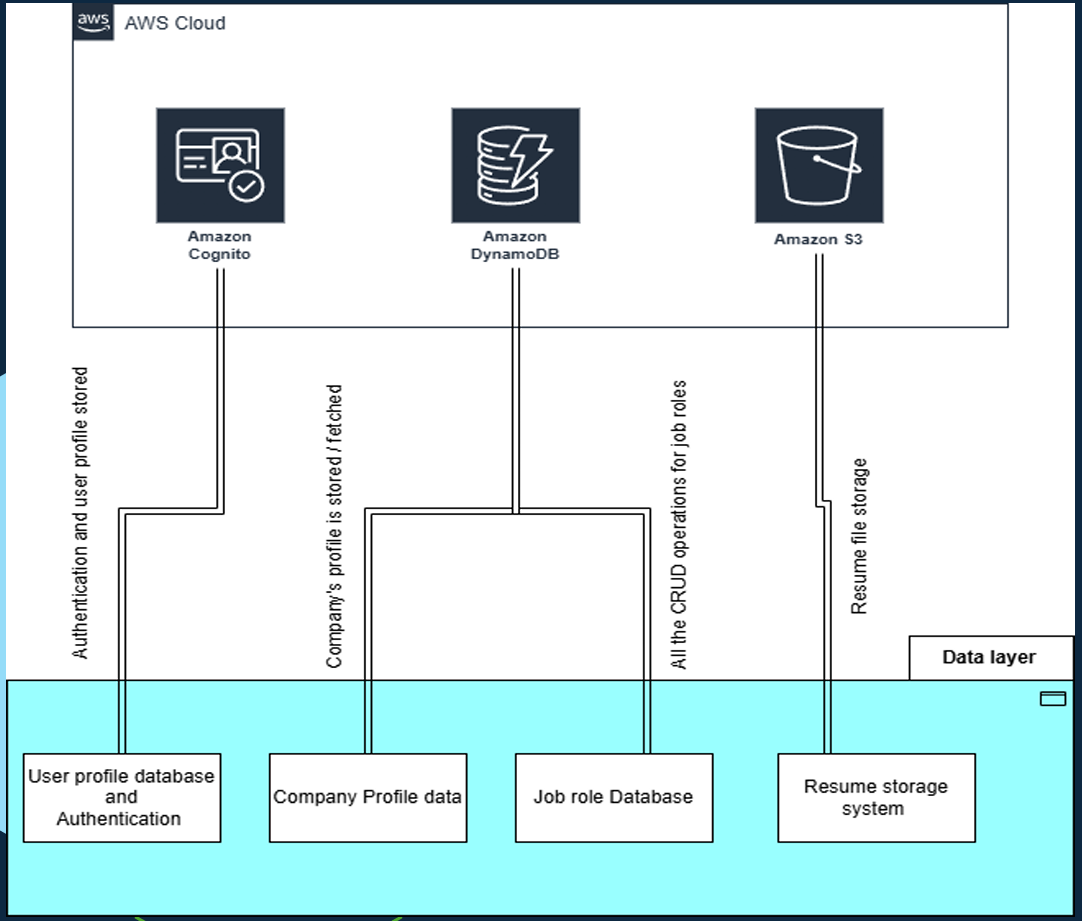 aws
AWS Cloud
Amazon
Cognito
Amazon
DynamoDB
Amazon S3
Authentication and user profile stored
Company's profile is stored / fetched
All the CRUD operations for job roles
Resume file storage
Data layer
User profile database
and
Authentication
Company Profile data
Job role Database
Resume storage
system